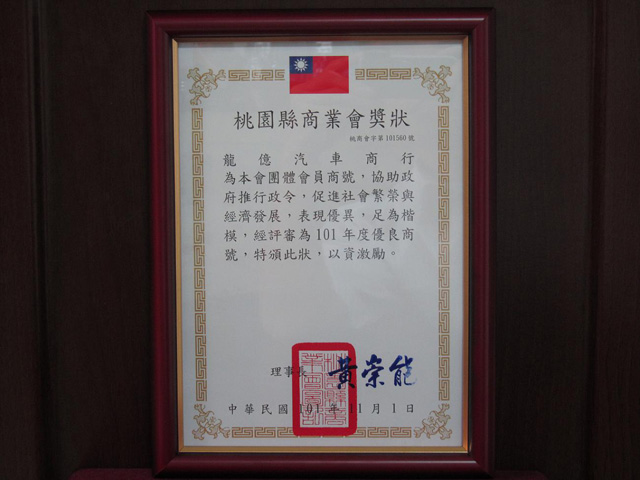 桃園縣商業會獎狀
桃商會字第101560號
龍億汽車商行
為本會團體會員商號，協助政
府推行政令，促進社會繁榮與
經濟發展，表現優異，足為楷
模，經評審為101年度優良商
號，特頒此狀，以資激勵。
理事長 黃崇能
中華民國101年11月1日